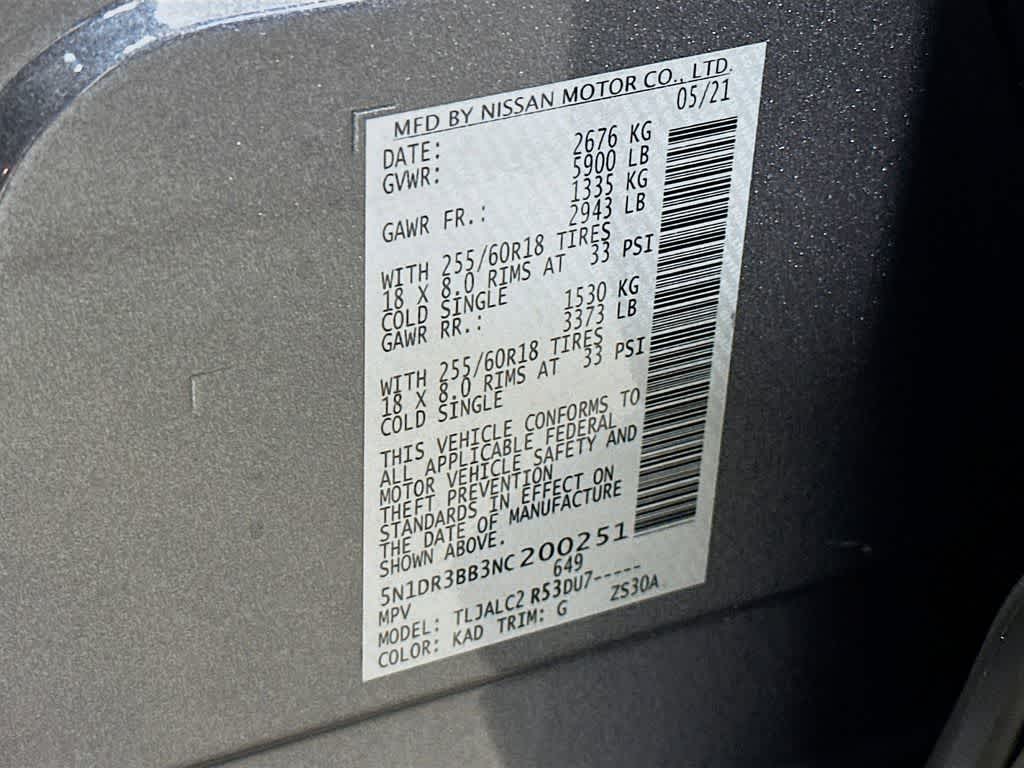 MFD BY NISSAN MOTOR CO., LTD.
DATE: 05/21
GVWR: 2676 KG
5900 LB
GAWR FR.: 1335 KG
2943 LB
WITH 255/60R18 TIRES
18 X 8.0 RIMS AT 33 PSI
COLD SINGLE
GAWR RR.: 1530 KG
3373 LB
WITH 255/60R18 TIRES
18 X 8.0 RIMS AT 33 PSI
COLD SINGLE
THIS VEHICLE CONFORMS TO
ALL APPLICABLE FEDERAL
MOTOR VEHICLE SAFETY AND
THEFT PREVENTION
STANDARDS IN EFFECT ON
THE DATE OF MANUFACTURE
SHOWN ABOVE.
5N1DR3BB3NC200251
MPV 649
MODEL: TLJALC2 R53DU7-----
COLOR: KAD TRIM: G ZS30A